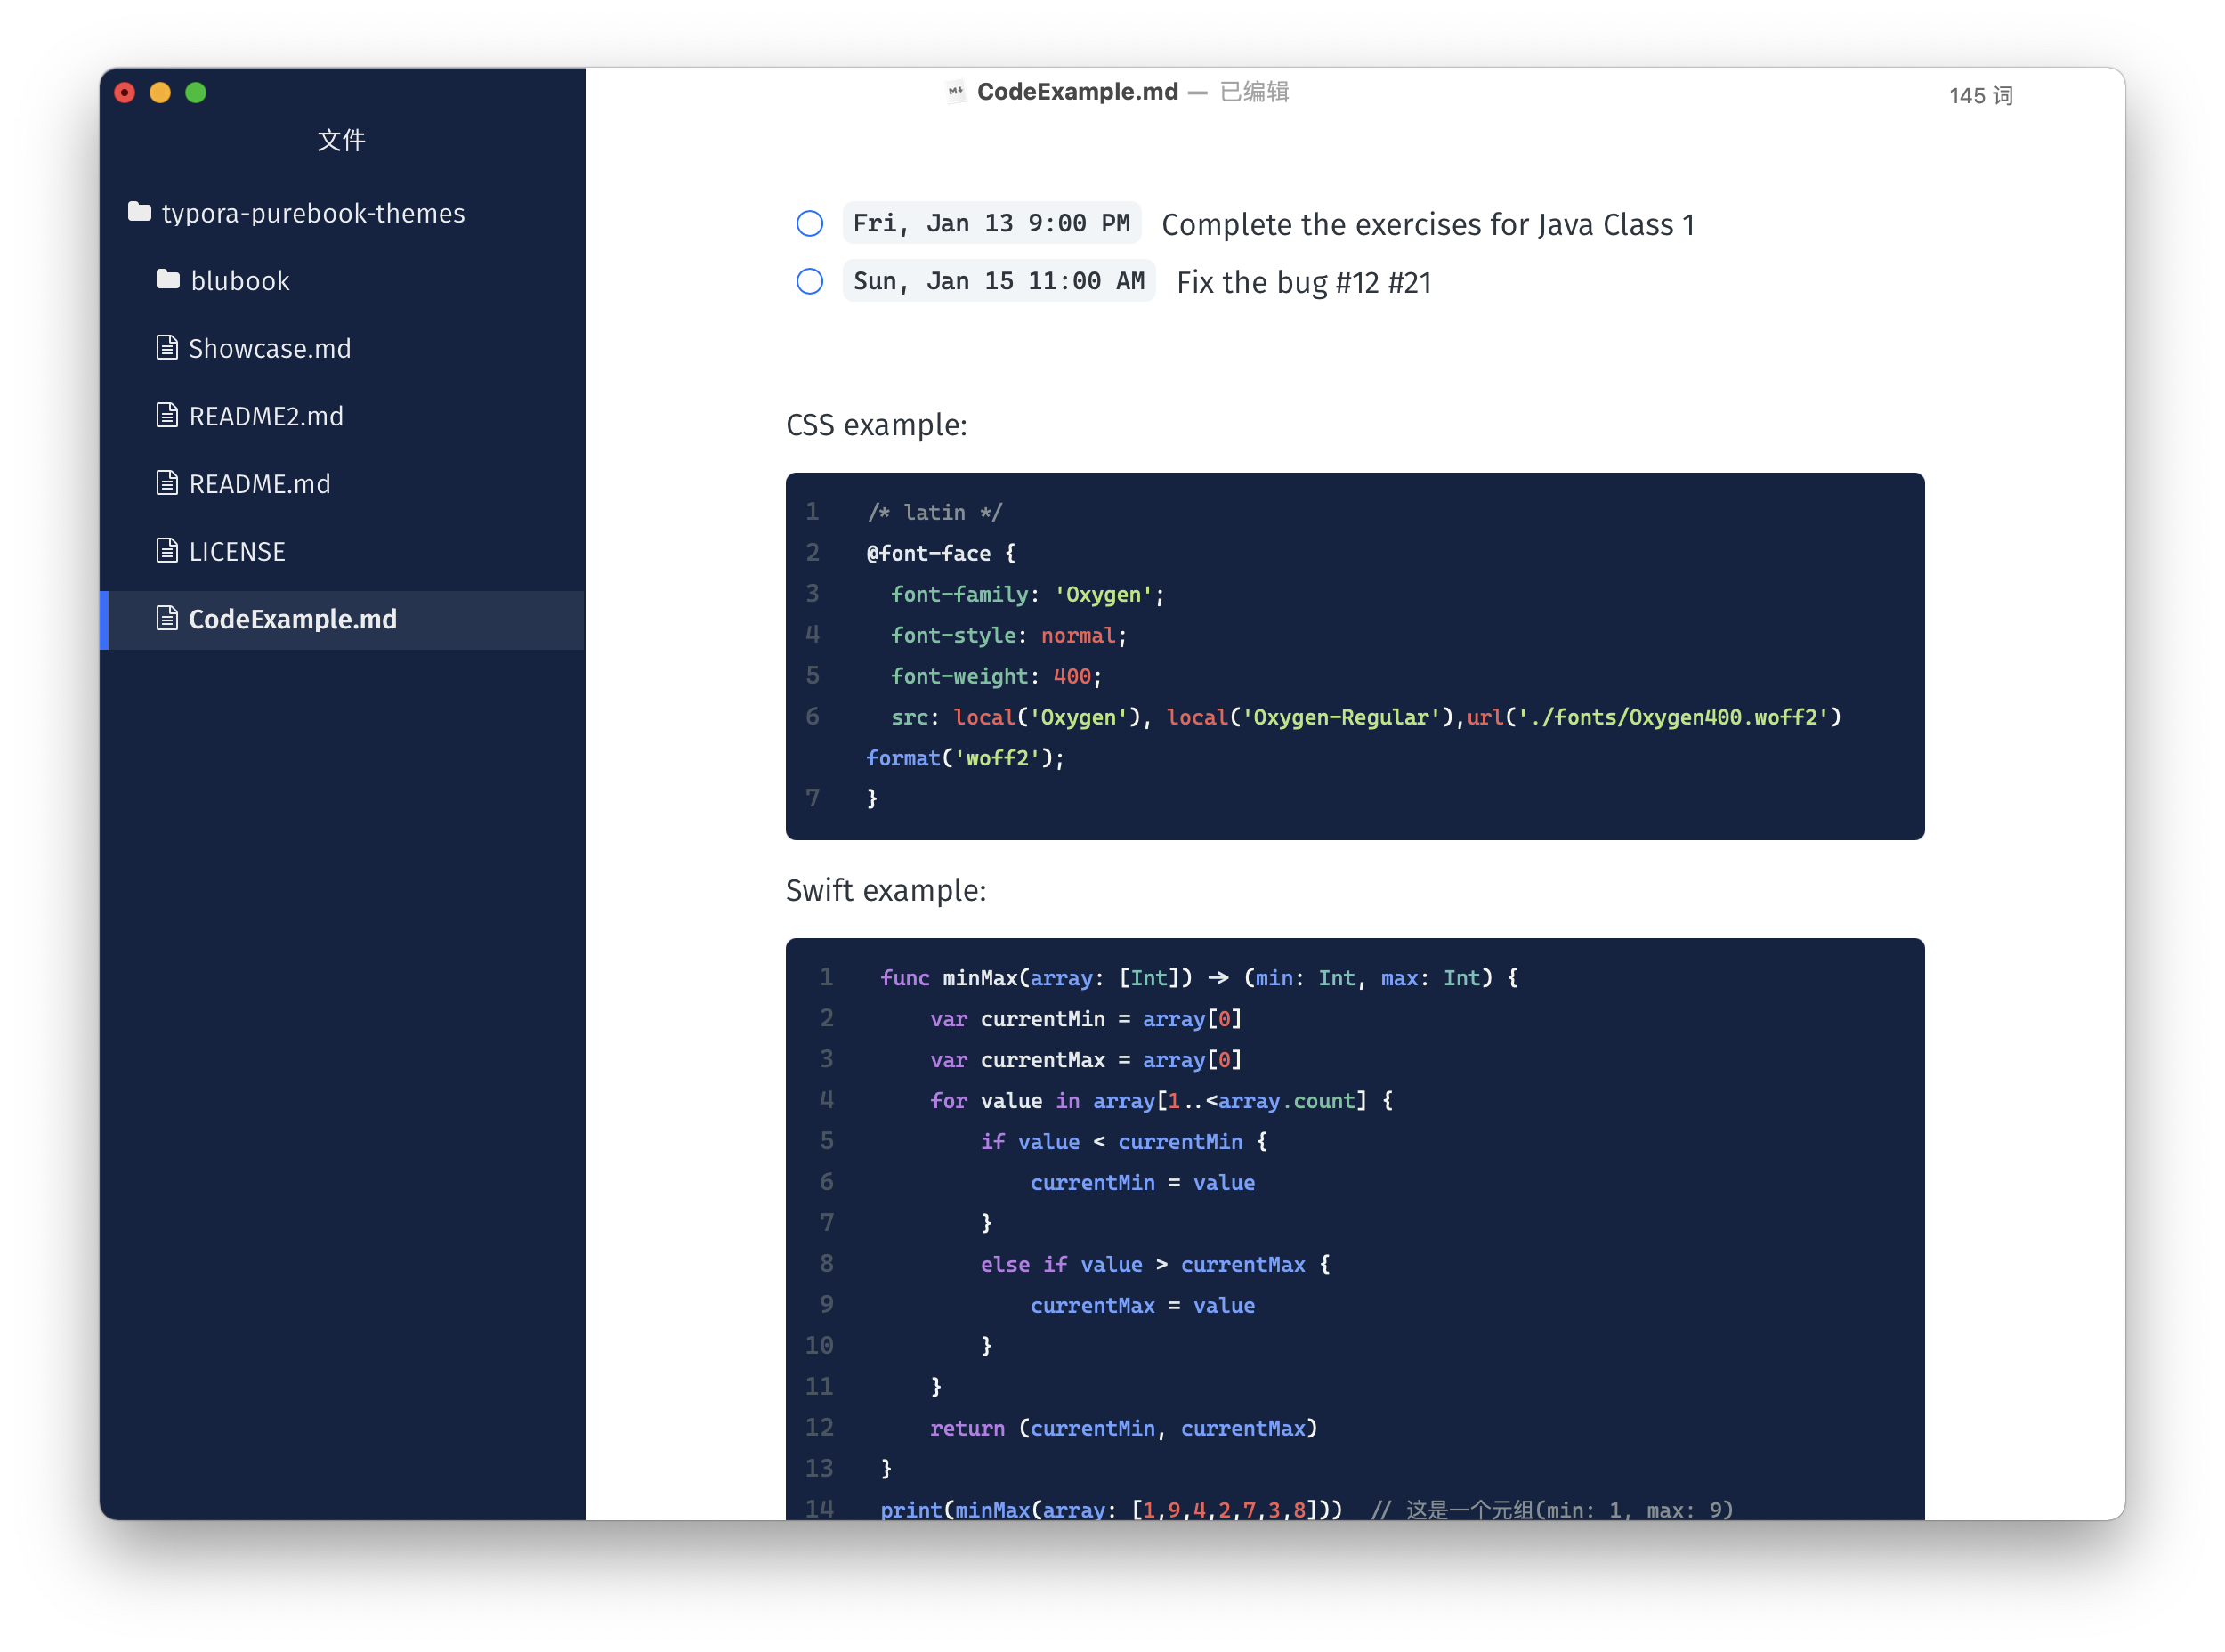 CodeExample.md — 已编辑
145 词
文件
typora-purebook-themes
blubook
Showcase.md
README2.md
README.md
LICENSE
CodeExample.md
Fri, Jan 13 9:00 PM Complete the exercises for Java Class 1
Sun, Jan 15 11:00 AM Fix the bug #12 #21
CSS example:
1 /* latin */
2 @font-face {
3 font-family: 'Oxygen';
4 font-style: normal;
5 font-weight: 400;
6 src: local('Oxygen'), local('Oxygen-Regular'),url('./fonts/Oxygen400.woff2')
format('woff2');
7 }
Swift example:
1 func minMax(array: [Int]) -> (min: Int, max: Int) {
2 var currentMin = array[0]
3 var currentMax = array[0]
4 for value in array[1..<array.count] {
5 if value < currentMin {
6 currentMin = value
7 }
8 else if value > currentMax {
9 currentMax = value
10 }
11 }
12 return (currentMin, currentMax)
13 }
14 print(minMax(array: [1,9,4,2,7,3,8])) // 这是一个元组(min: 1, max: 9)